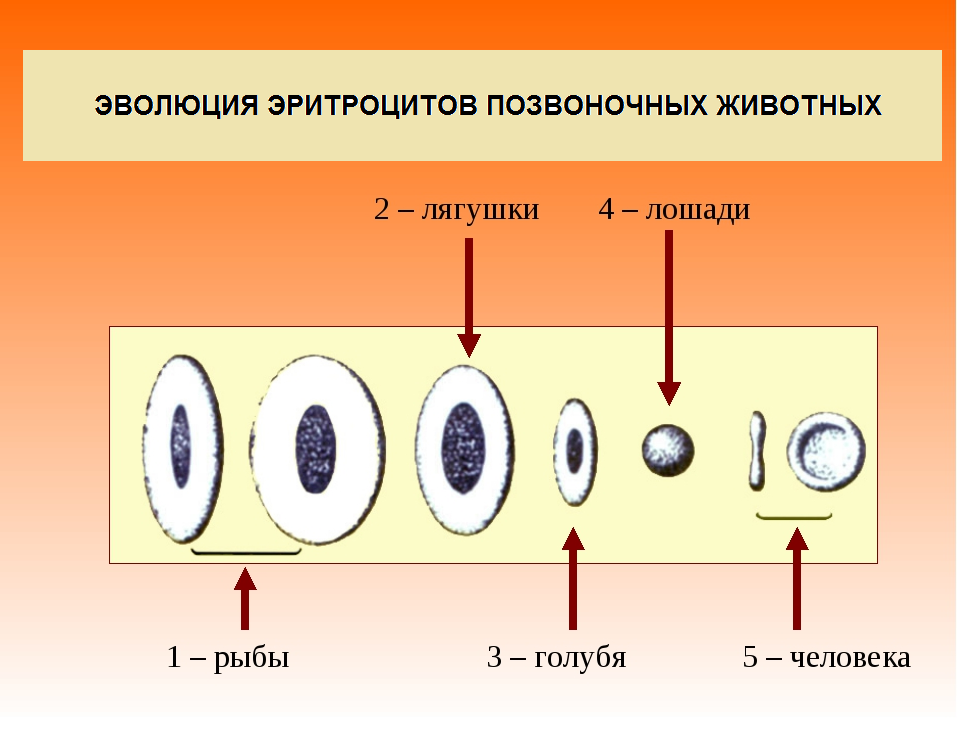 ЭВОЛЮЦИЯ ЭРИТРОЦИТОВ ПОЗВОНОЧНЫХ ЖИВОТНЫХ
2 – лягушки
4 – лошади
1 – рыбы
3 – голубя
5 – человека